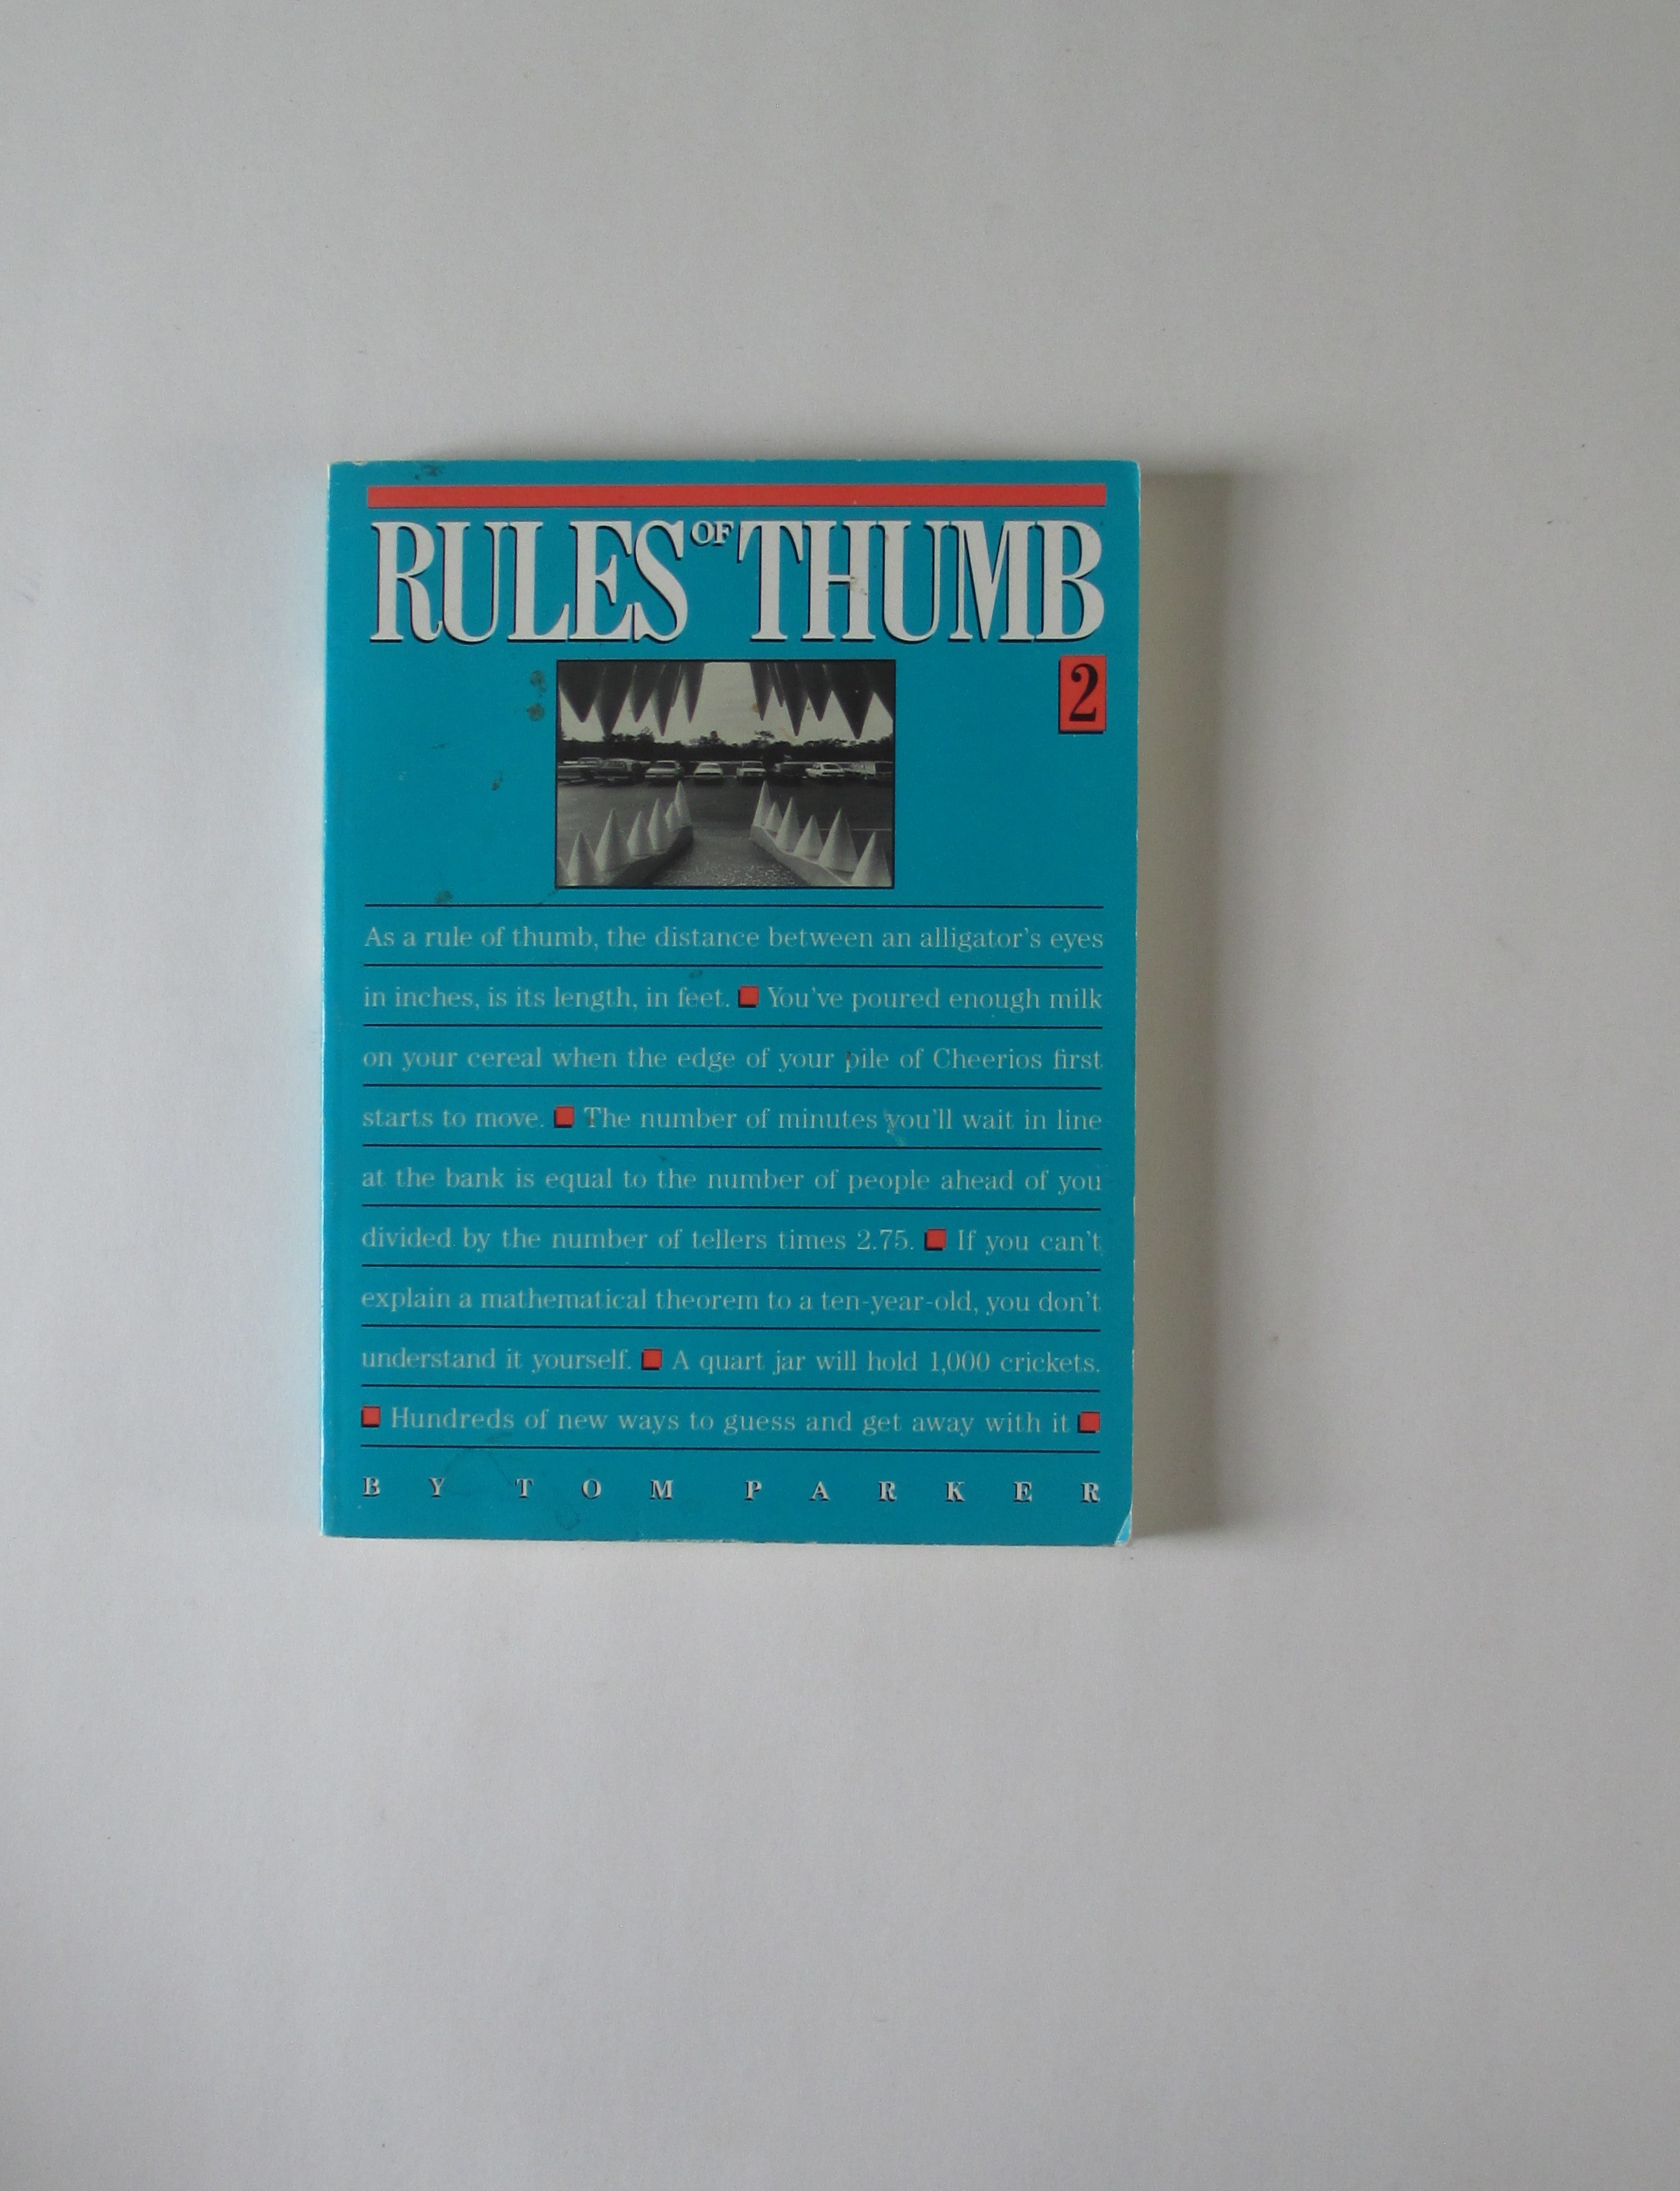 RULES OF THUMB
2
As a rule of thumb, the distance between an alligator's eyes
in inches, is its length, in feet. ■ You've poured enough milk
on your cereal when the edge of your pile of Cheerios first
starts to move. ■ The number of minutes you'll wait in line
at the bank is equal to the number of people ahead of you
divided by the number of tellers times 2.75. ■ If you can't
explain a mathematical theorem to a ten-year-old, you don't
understand it yourself. ■ A quart jar will hold 1,000 crickets.
■ Hundreds of new ways to guess and get away with it ■
BY TOM PARKER